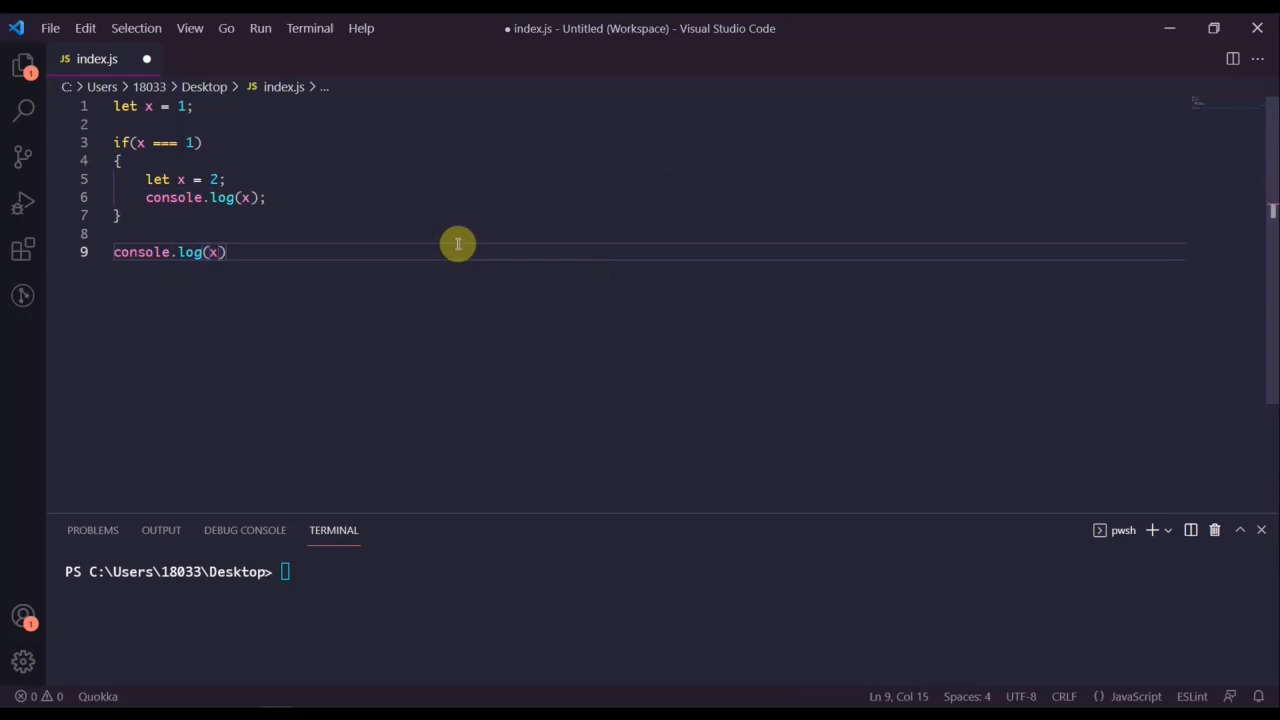 File Edit Selection View Go Run Terminal Help ● index.js - Untitled (Workspace) - Visual Studio Code
JS index.js ●
C: > Users > 18033 > Desktop > JS index.js > ...
1 let x = 1;
2
3 if(x === 1)
4 {
5 let x = 2;
6 console.log(x);
7 }
8
9 console.log(x)
1
PROBLEMS OUTPUT DEBUG CONSOLE TERMINAL pwsh
PS C:\Users\18033\Desktop>
1
0 0 Quokka Ln 9, Col 15 Spaces: 4 UTF-8 CRLF {} JavaScript ESLint